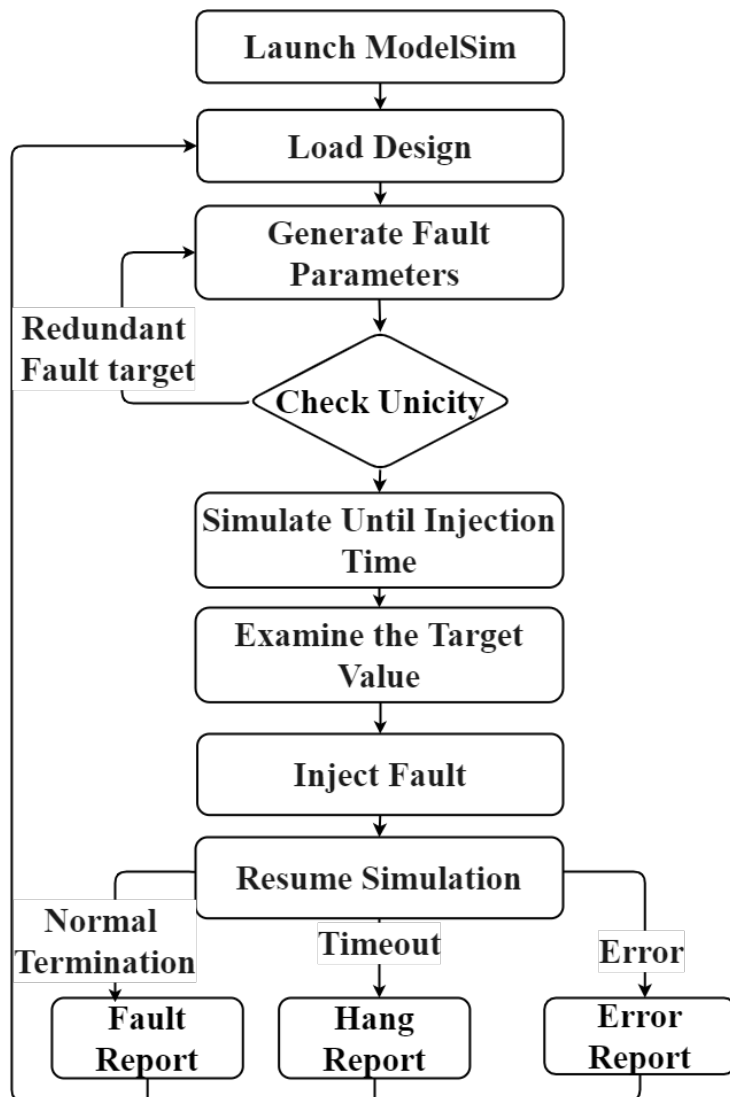 Launch ModelSim
Load Design
Generate Fault
Parameters
Redundant
Fault target
Check Unicity
Simulate Until Injection
Time
Examine the Target
Value
Inject Fault
Resume Simulation
Normal
Termination
Timeout
Error
Fault
Report
Hang
Report
Error
Report